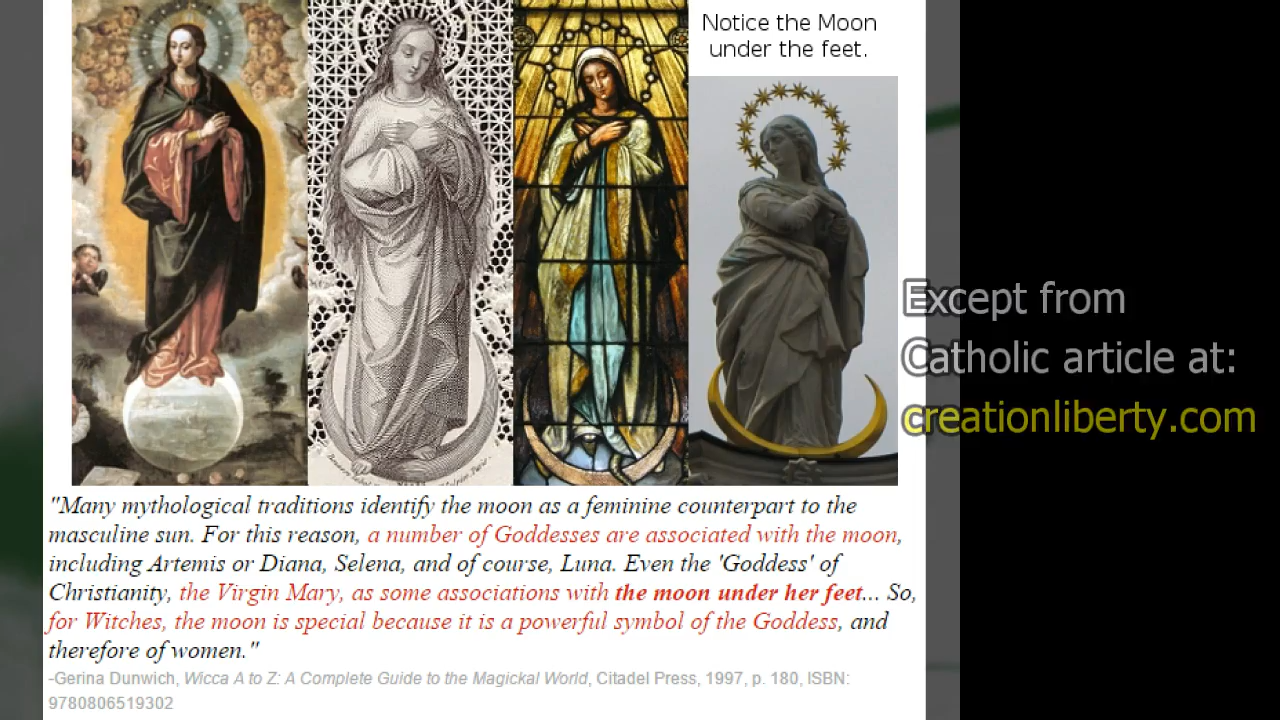 Notice the Moon
under the feet.
Except from
Catholic article at:
creationliberty.com
"Many mythological traditions identify the moon as a feminine counterpart to the
masculine sun. For this reason, a number of Goddesses are associated with the moon,
including Artemis or Diana, Selena, and of course, Luna. Even the 'Goddess' of
Christianity, the Virgin Mary, as some associations with the moon under her feet... So,
for Witches, the moon is special because it is a powerful symbol of the Goddess, and
therefore of women."
-Gerina Dunwich, Wicca A to Z: A Complete Guide to the Magickal World, Citadel Press, 1997, p. 180, ISBN:
9780806519302